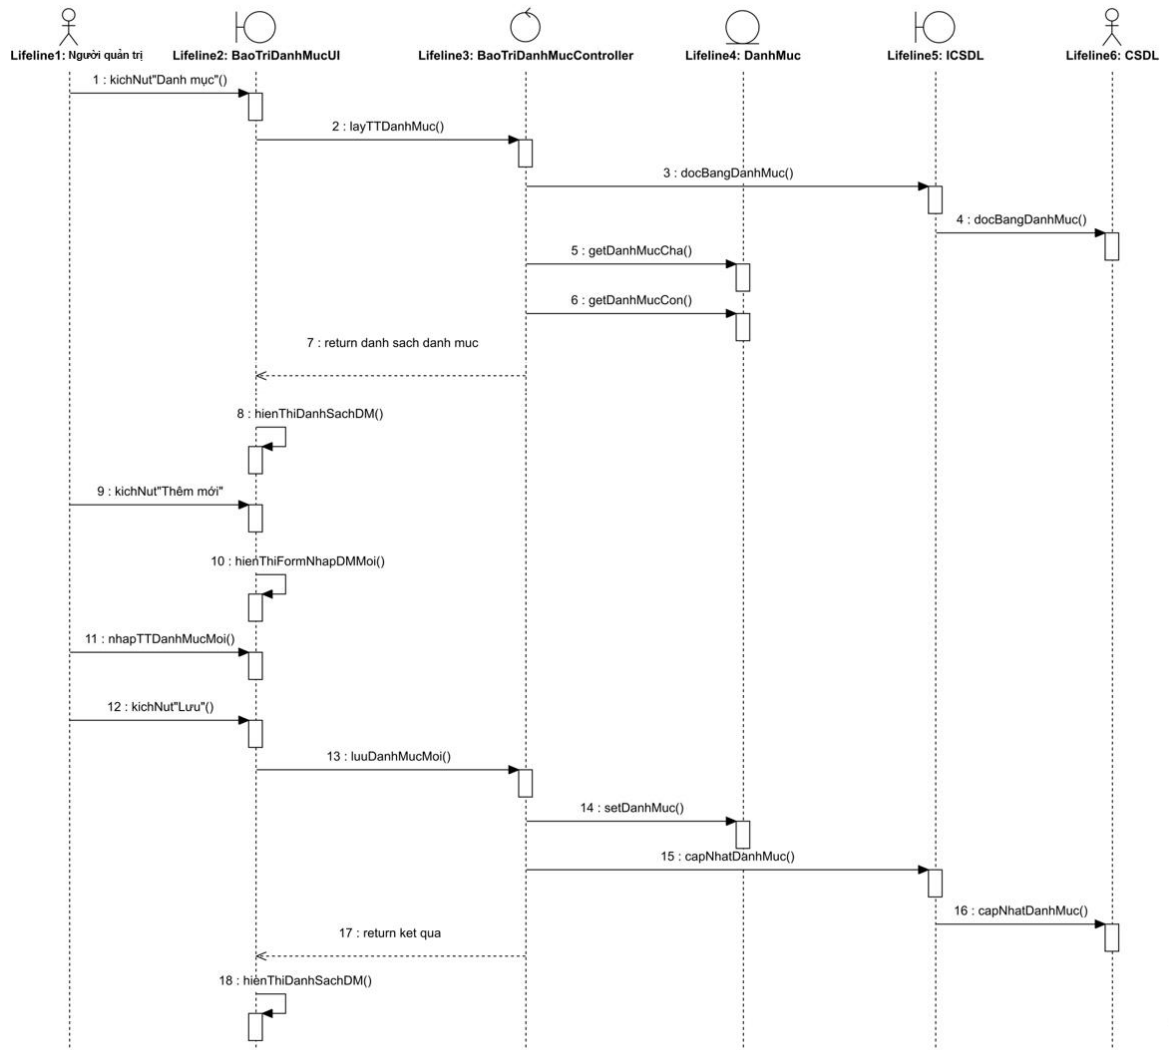 Lifeline1: Người quản trị
Lifeline2: BaoTriDanhMucUI
Lifeline3: BaoTriDanhMucController
Lifeline4: DanhMuc
Lifeline5: ICSDL
Lifeline6: CSDL
1 : kichNut"Danh mục"()
2 : layTTDanhMuc()
3 : docBangDanhMuc()
4 : docBangDanhMuc()
5 : getDanhMucCha()
6 : getDanhMucCon()
7 : return danh sach danh muc
8 : hienThiDanhSachDM()
9 : kichNut"Thêm mới"
10 : hienThiFormNhapDMMoi()
11 : nhapTTDanhMucMoi()
12 : kichNut"Lưu"()
13 : luuDanhMucMoi()
14 : setDanhMuc()
15 : capNhatDanhMuc()
16 : capNhatDanhMuc()
17 : return ket qua
18 : hienThiDanhSachDM()